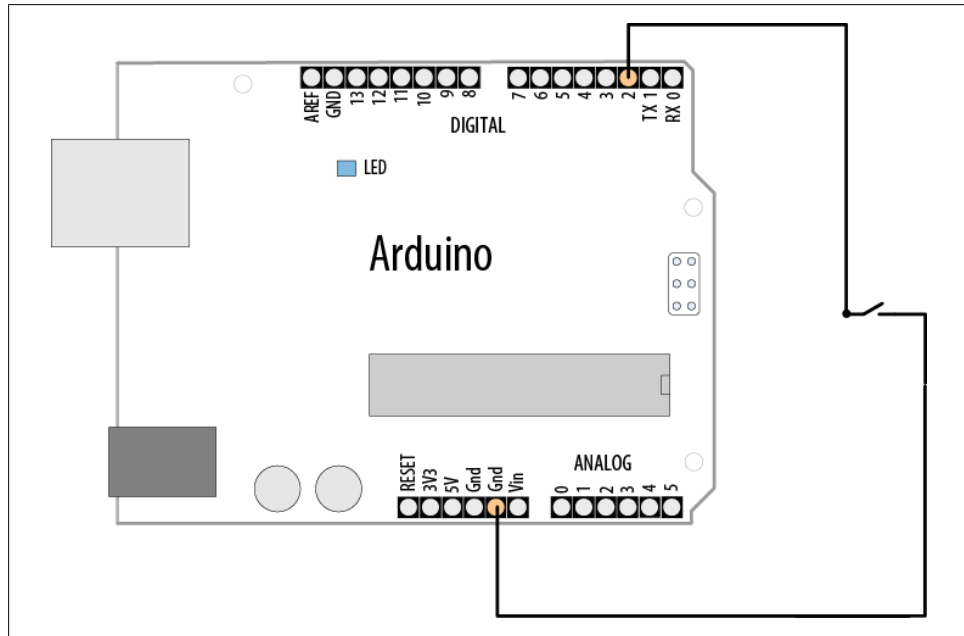 AREF GND 13 12 11 10 9 8 7 6 5 4 3 2 TX 1 RX 0
DIGITAL
LED
Arduino
ANALOG
RESET 3V3 5V Gnd Gnd Vin 0 1 2 3 4 5